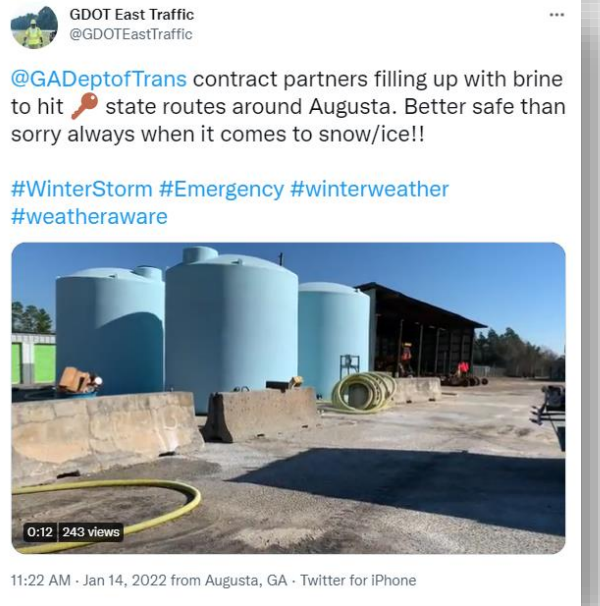 GDOT East Traffic
@GDOTEastTraffic
@GADeptofTrans contract partners filling up with brine
to hit 🔑 state routes around Augusta. Better safe than
sorry always when it comes to snow/ice!!
#WinterStorm #Emergency #winterweather
#weatheraware
0:12 243 views
11:22 AM · Jan 14, 2022 from Augusta, GA · Twitter for iPhone